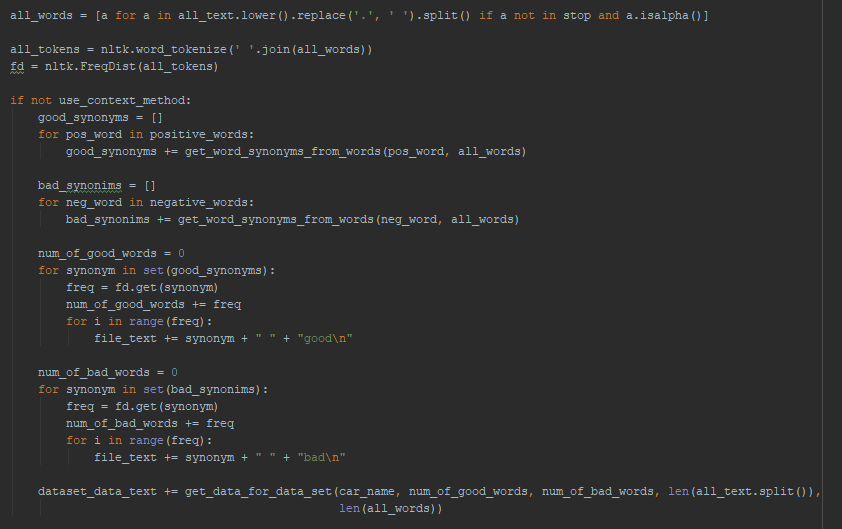 all_words = [a for a in all_text.lower().replace('.', ' ').split() if a not in stop and a.isalpha()]
all_tokens = nltk.word_tokenize(' '.join(all_words))
fd = nltk.FreqDist(all_tokens)
if not use_context_method:
    good_synonyms = []
    for pos_word in positive_words:
        good_synonyms += get_word_synonyms_from_words(pos_word, all_words)
    bad_synonims = []
    for neg_word in negative_words:
        bad_synonims += get_word_synonyms_from_words(neg_word, all_words)
    num_of_good_words = 0
    for synonym in set(good_synonyms):
        freq = fd.get(synonym)
        num_of_good_words += freq
        for i in range(freq):
            file_text += synonym + " " + "good\n"
    num_of_bad_words = 0
    for synonym in set(bad_synonims):
        freq = fd.get(synonym)
        num_of_bad_words += freq
        for i in range(freq):
            file_text += synonym + " " + "bad\n"
    dataset_data_text += get_data_for_data_set(car_name, num_of_good_words, num_of_bad_words, len(all_text.split()),
                                               len(all_words))